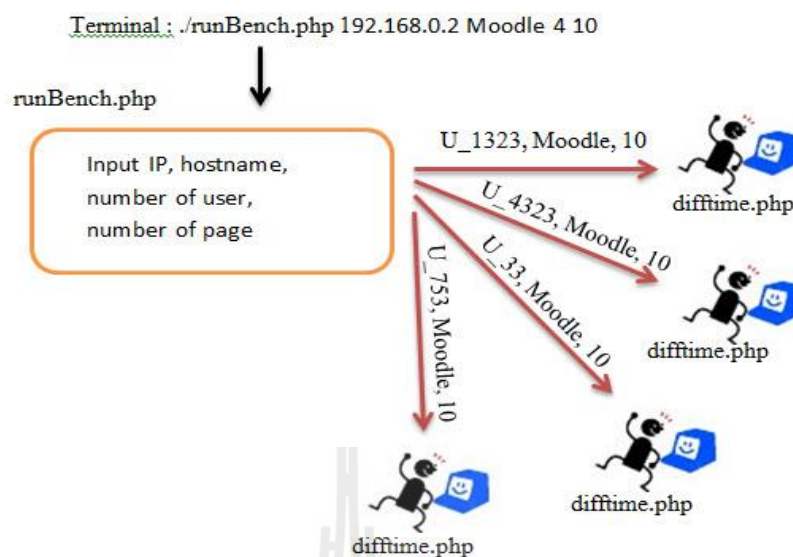 Terminal : ./runBench.php 192.168.0.2 Moodle 4 10
runBench.php
Input IP, hostname,
number of user,
number of page
U_1323, Moodle, 10
difftime.php
U_4323, Moodle, 10
difftime.php
U_33, Moodle, 10
difftime.php
U_753, Moodle, 10
difftime.php